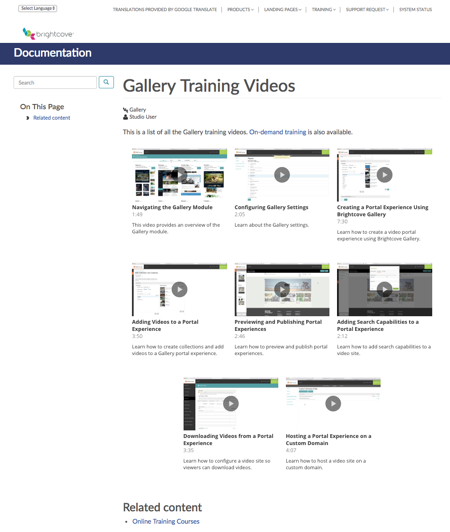 Select Language
TRANSLATIONS PROVIDED BY GOOGLE TRANSLATE | PRODUCTS | LANDING PAGES | TRAINING | SUPPORT REQUEST | SYSTEM STATUS
brightcove
Documentation
Search
Gallery Training Videos
On This Page
Related content
Gallery
Studio User
This is a list of all the Gallery training videos. On-demand training is also available.
Navigating the Gallery Module
1:49
This video provides an overview of the
Gallery module.
Configuring Gallery Settings
2:05
Learn about the Gallery settings.
Creating a Portal Experience Using
Brightcove Gallery
7:30
Learn how to create a video portal
experience using Brightcove Gallery.
Adding Videos to a Portal
Experience
3:50
Learn how to create collections and add
videos to a Gallery portal experience.
Previewing and Publishing Portal
Experiences
2:46
Learn how to preview and publish portal
experiences.
Adding Search Capabilities to a
Portal Experience
2:12
Learn how to add search capabilities to a
video site.
Downloading Videos from a Portal
Experience
3:35
Learn how to configure a video site so
viewers can download videos.
Hosting a Portal Experience on a
Custom Domain
4:07
Learn how to host a video site on a
custom domain.
Related content
Online Training Courses